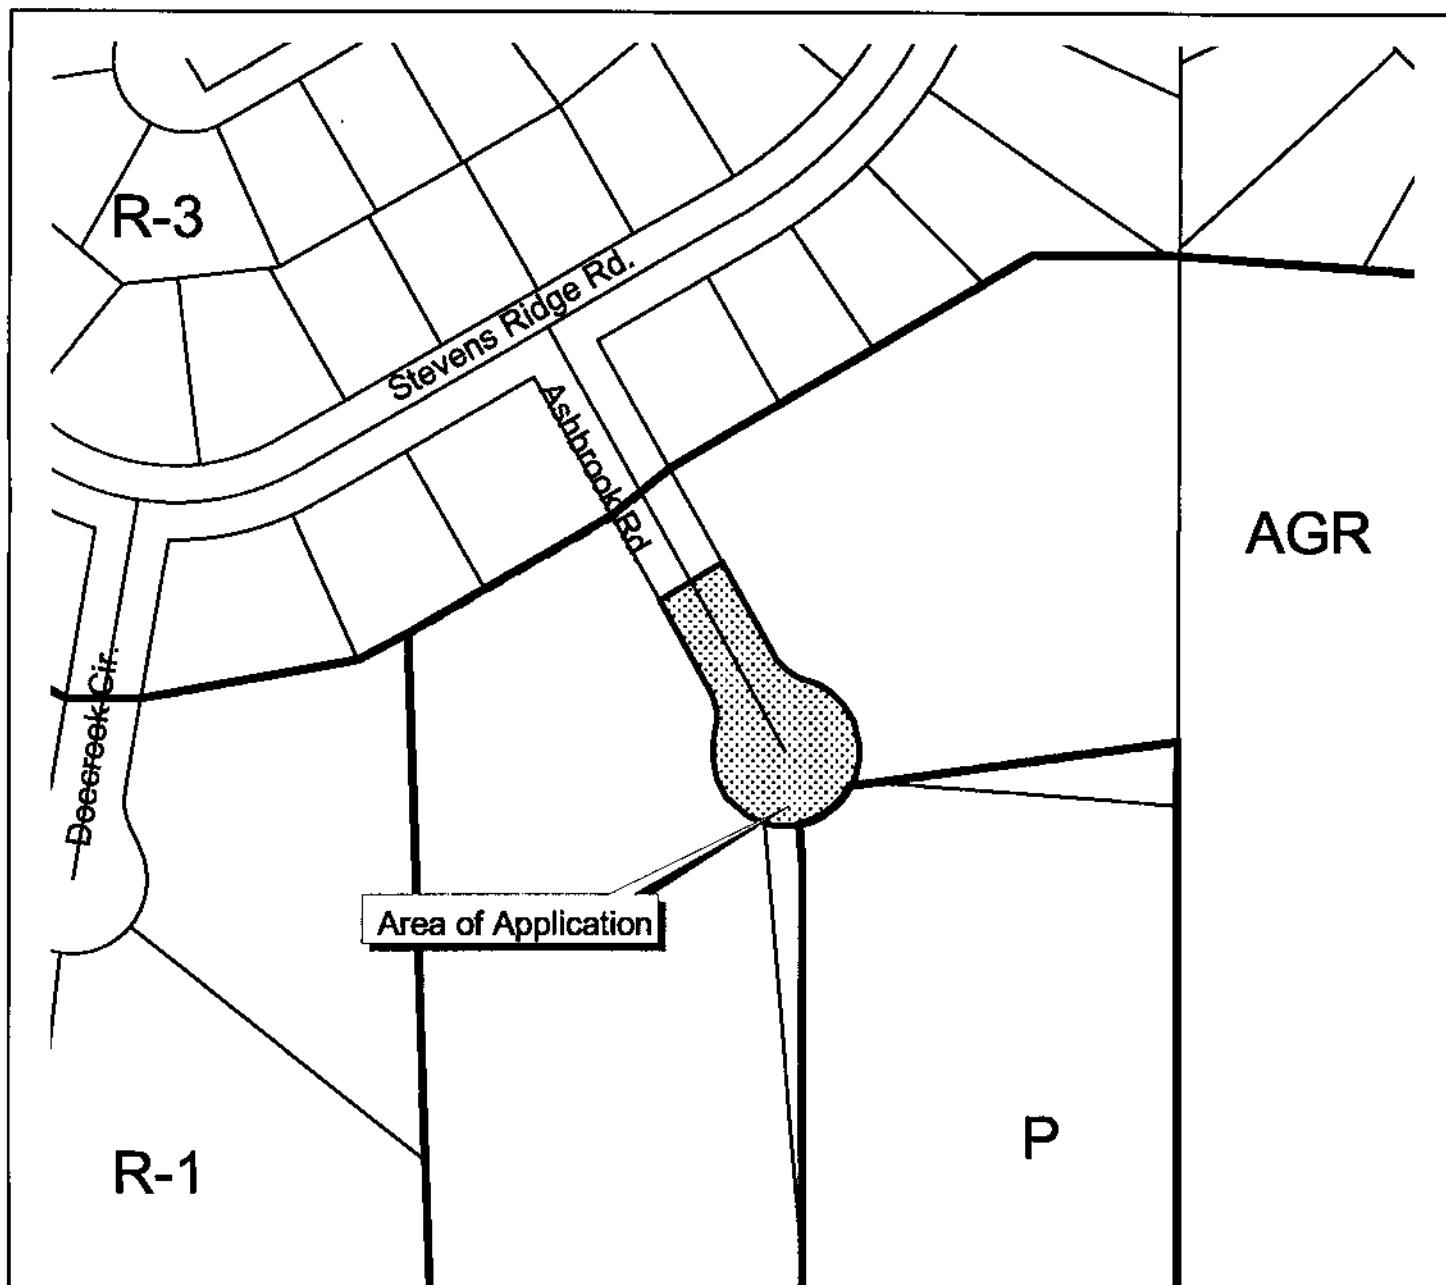 R-3
Stevens Ridge Rd.
Ashbrook Rd.
AGR
Deecreek Cir.
Area of Application
P
R-1